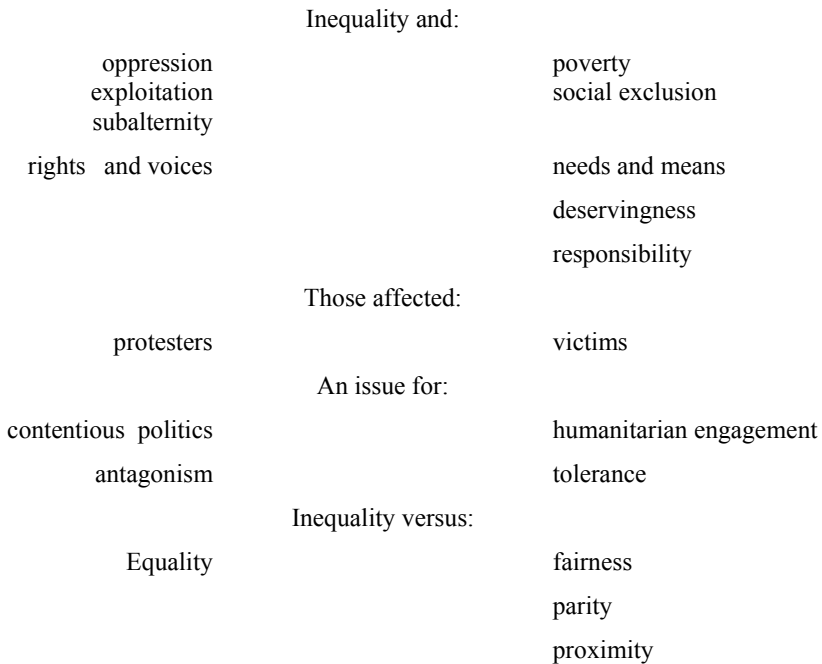 Inequality and:
oppression poverty
exploitation social exclusion
subalternity
rights and voices needs and means
deservingness
responsibility
Those affected:
protesters victims
An issue for:
contentious politics humanitarian engagement
antagonism tolerance
Inequality versus:
Equality fairness
parity
proximity